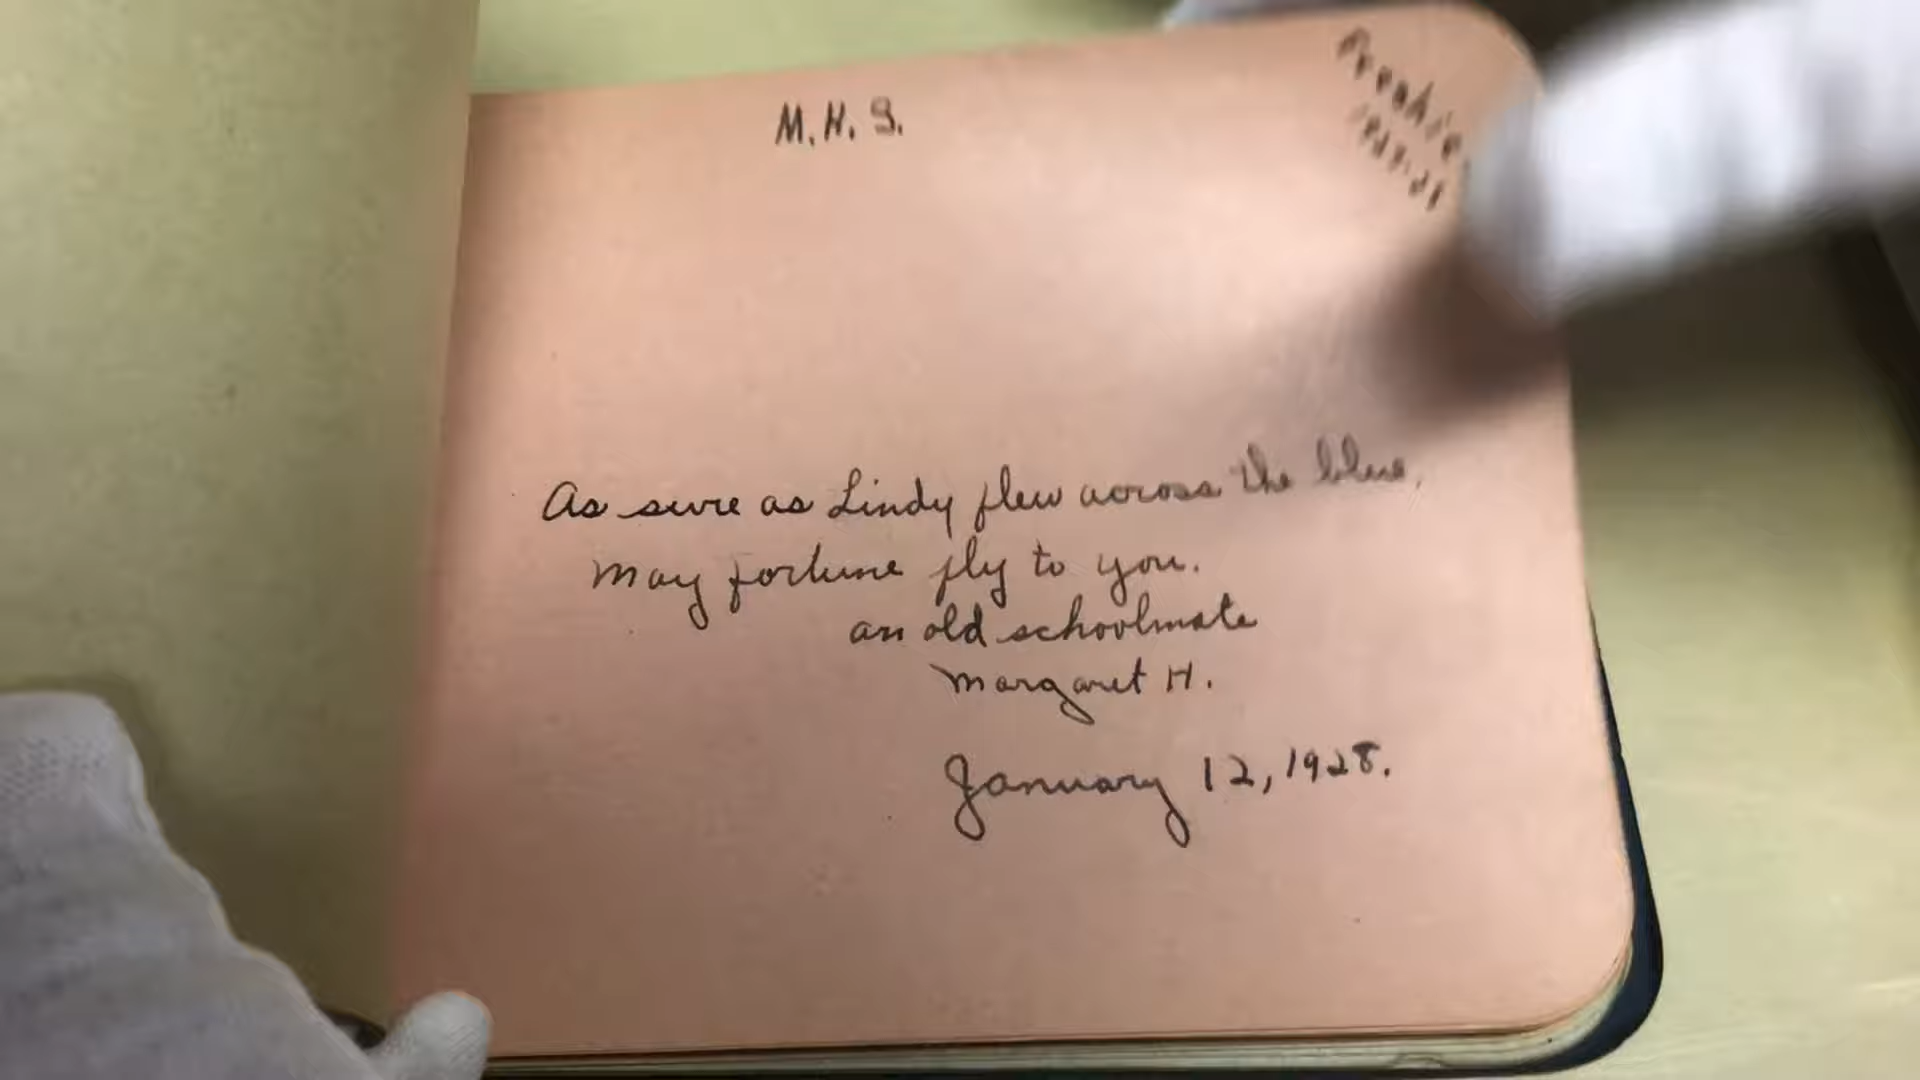 M. H. S.
As sure as Lindy flew across the blue,
May fortune fly to you.
an old schoolmate
Margaret H.
January 12, 1928.